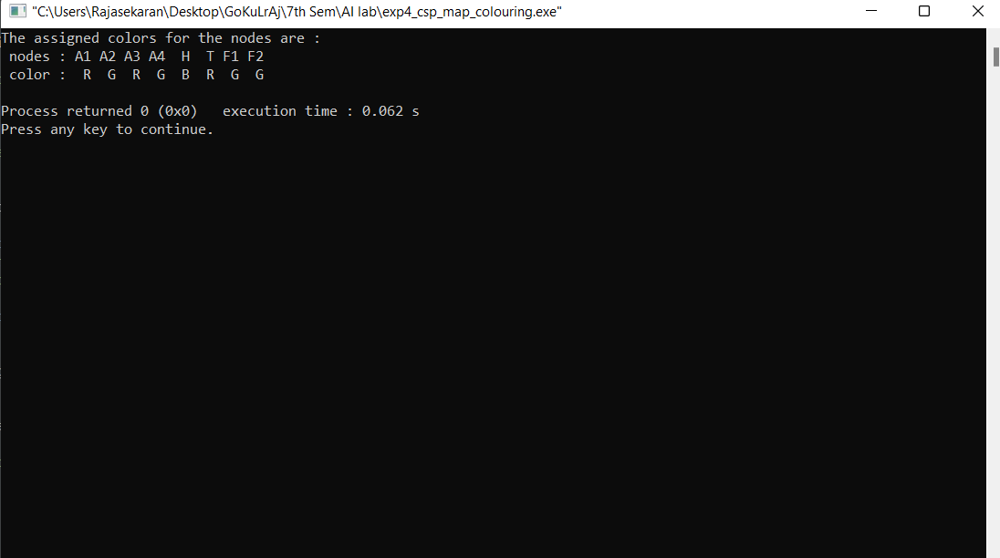 "C:\Users\Rajasekaran\Desktop\GoKuLrAj\7th Sem\AI lab\exp4_csp_map_colouring.exe"
The assigned colors for the nodes are :
 nodes : A1 A2 A3 A4  H  T F1 F2
 color :  R  G  R  G  B  R  G  G

Process returned 0 (0x0)   execution time : 0.062 s
Press any key to continue.